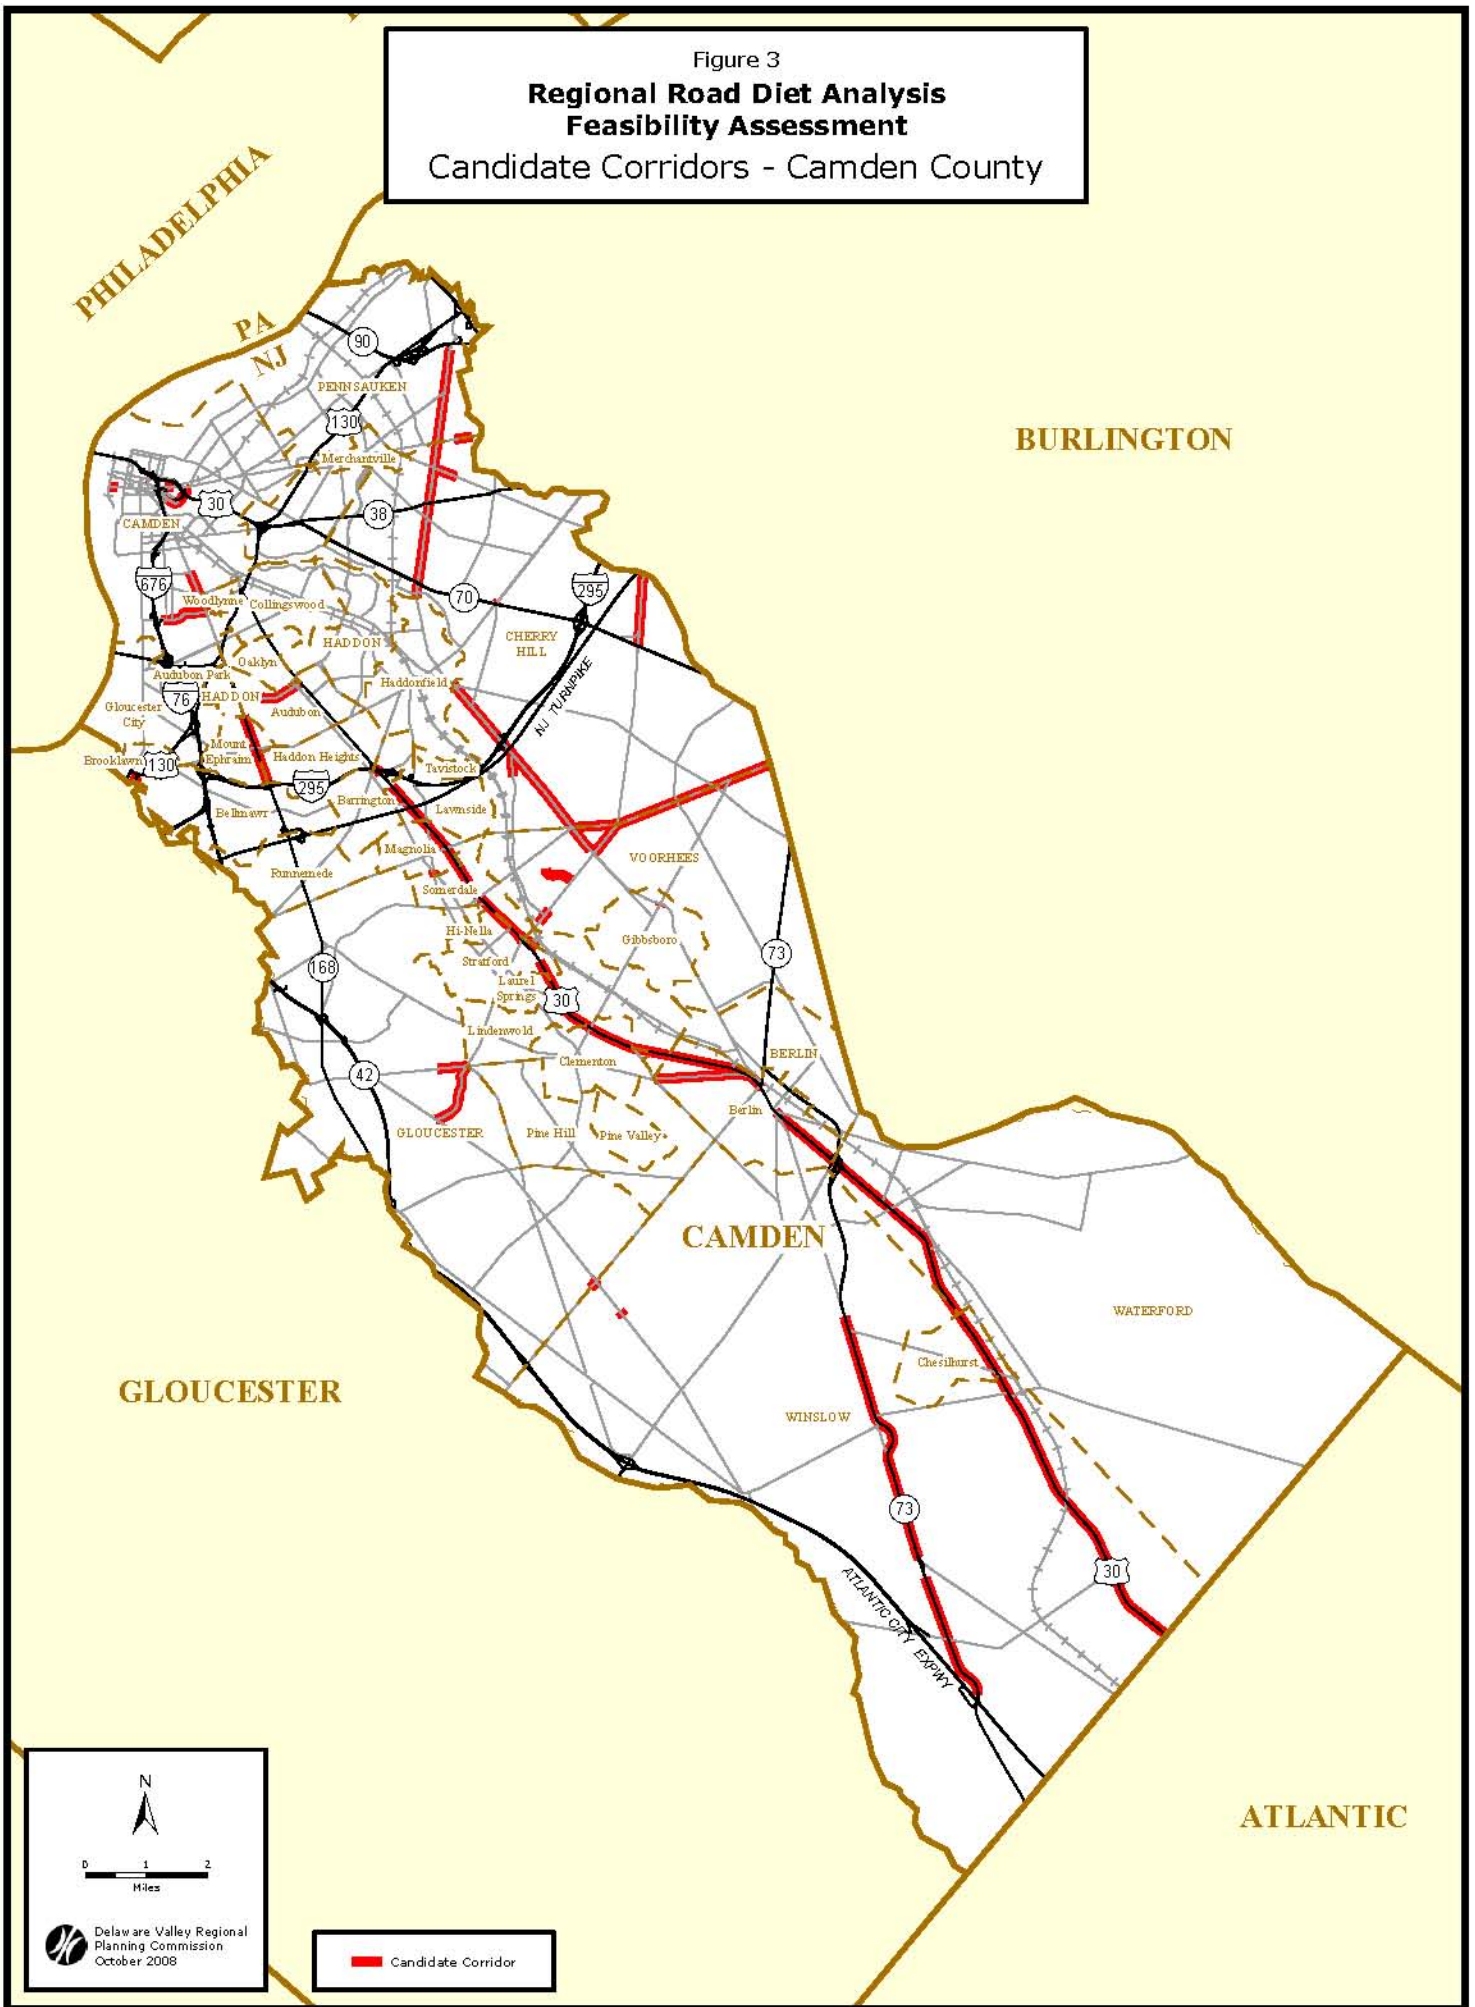 Figure 3
Regional Road Diet Analysis
Feasibility Assessment
Candidate Corridors - Camden County
PHILADELPHIA
PA
NJ
BURLINGTON
90
PENNSAUKEN
130
Merchantville
30
38
CAMDEN
676
Woodlynne
Collingswood
70
295
CHERRY
HILL
HADDON
Oaklyn
Audubon Park
Haddonfield
NJ TURNPIKE
76
HADDON
Gloucester
City
Audubon
Mount
Ephraim
Haddon Heights
Brooklawn
130
Tavistock
295
Barrington
Lawnside
Bellmawr
Magnolia
VOORHEES
Runnemede
Somerdale
Hi-Nella
Gibbsboro
73
Stratford
168
Laurel
Springs
30
Lindenwold
Clementon
BERLIN
42
Berlin
GLOUCESTER
Pine Hill
Pine Valley
CAMDEN
WATERFORD
Chesilhurst
GLOUCESTER
WINSLOW
73
30
ATLANTIC CITY EXPWY
ATLANTIC
N
0 1 2
Miles
Delaware Valley Regional
Planning Commission
October 2008
Candidate Corridor